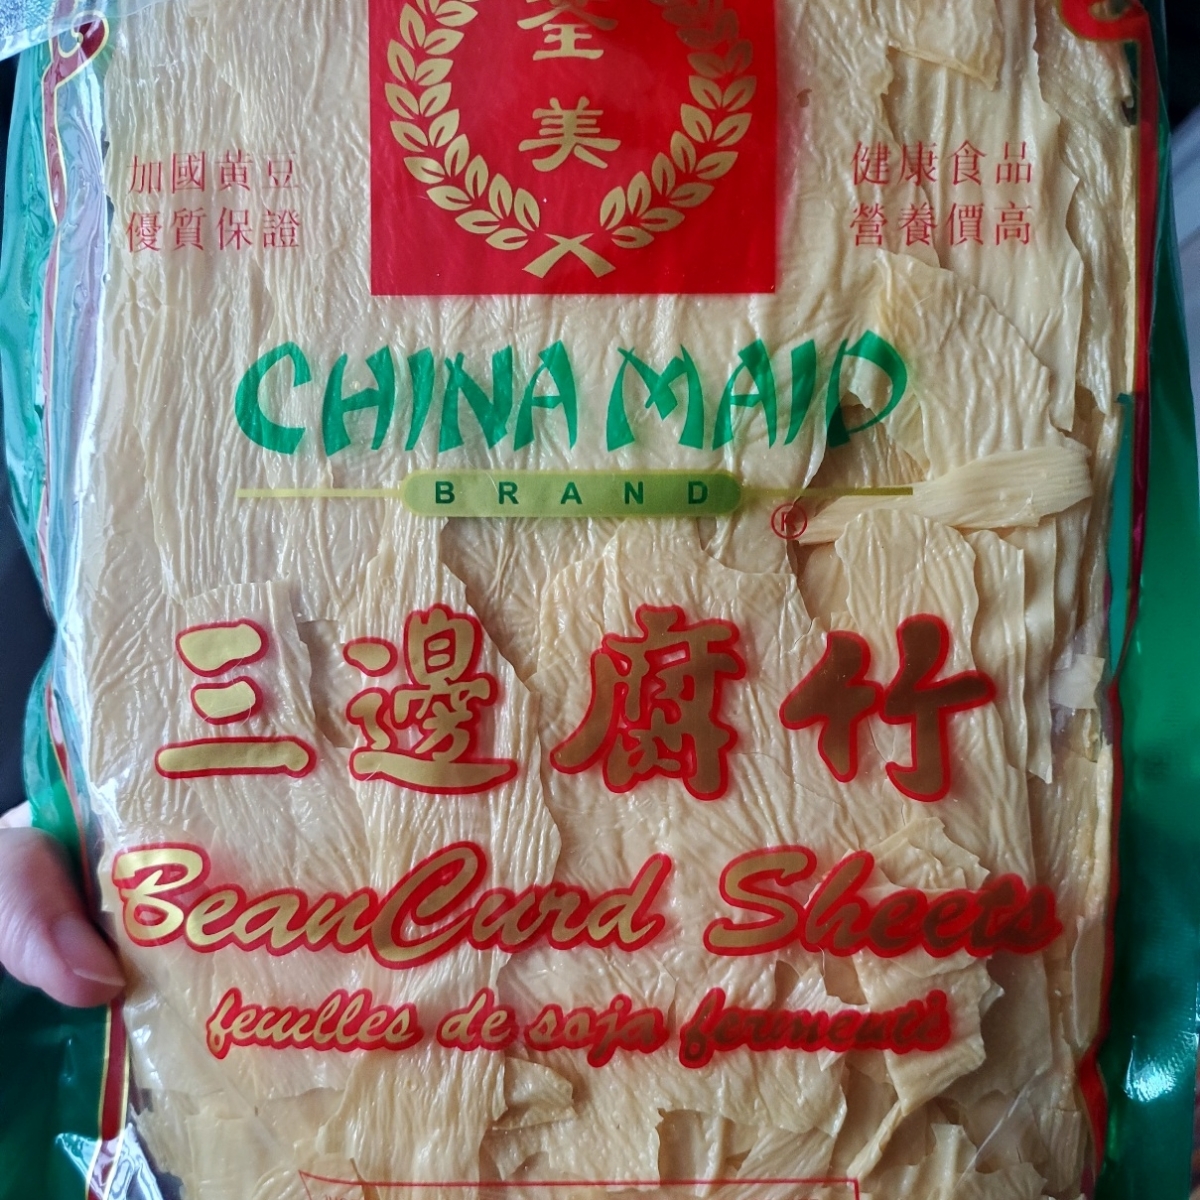 荃
美
加國黃豆
優質保證
健康食品
營養價高
CHINA MAID
BRAND
®
三邊腐竹
BeanCurd Sheets
feuilles de soja fermenté